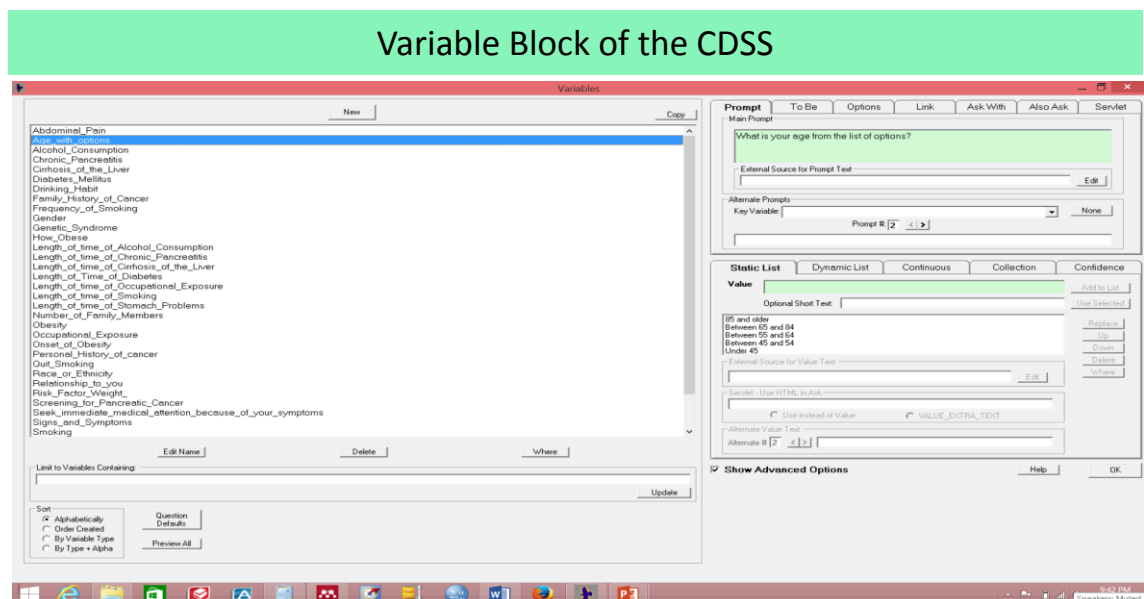 Variable Block of the CDSS
Variables
New
Copy
Abdominal_Pain
Age_with_options
Alcohol_Consumption
Chronic_Pancreatitis
Cirrhosis_of_the_Liver
Diabetes_Mellitus
Drinking_Habit
Family_History_of_Cancer
Frequency_of_Smoking
Gender
Genetic_Syndrome
How_Obese
Length_of_time_of_Alcohol_Consumption
Length_of_time_of_Chronic_Pancreatitis
Length_of_time_of_Cirrhosis_of_the_Liver
Length_of_Time_of_Diabetes
Length_of_time_of_Occupational_Exposure
Length_of_time_of_Smoking
Length_of_time_of_Stomach_Problems
Number_of_Family_Members
Obesity
Occupational_Exposure
Onset_of_Obesity
Personal_History_of_cancer
Quit_Smoking
Race_or_Ethnicity
Relationship_to_you
Risk_Factor_Weight_
Screening_for_Pancreatic_Cancer
Seek_immediate_medical_attention_because_of_your_symptoms
Signs_and_Symptoms
Smoking
Edit Name
Delete
Where
Limit to Variables Containing:
Update
Sort
Alphabetically
Order Created
By Variable Type
By Type + Alpha
Question Defaults
Preview All
Prompt To Be Options Link Ask With Also Ask Servlet
Main Prompt
What is your age from the list of options?
External Source for Prompt Text
Edit
Alternate Prompts
Key Variable:
None
Prompt #: 2 < >
Static List Dynamic List Continuous Collection Confidence
Value
Add to List
Optional Short Text:
Use Selected
85 and older
Between 65 and 84
Between 55 and 64
Between 45 and 54
Under 45
Replace
Up
Down
Delete
Where
External Source for Value Text
Edit
Servlet - Use HTML in Ask
Use instead of Value VALUE_EXTRA_TEXT
Alternate Value Text
Alternate # 2 < >
Show Advanced Options
Help
OK
9:42 PM
Speakers: Muted